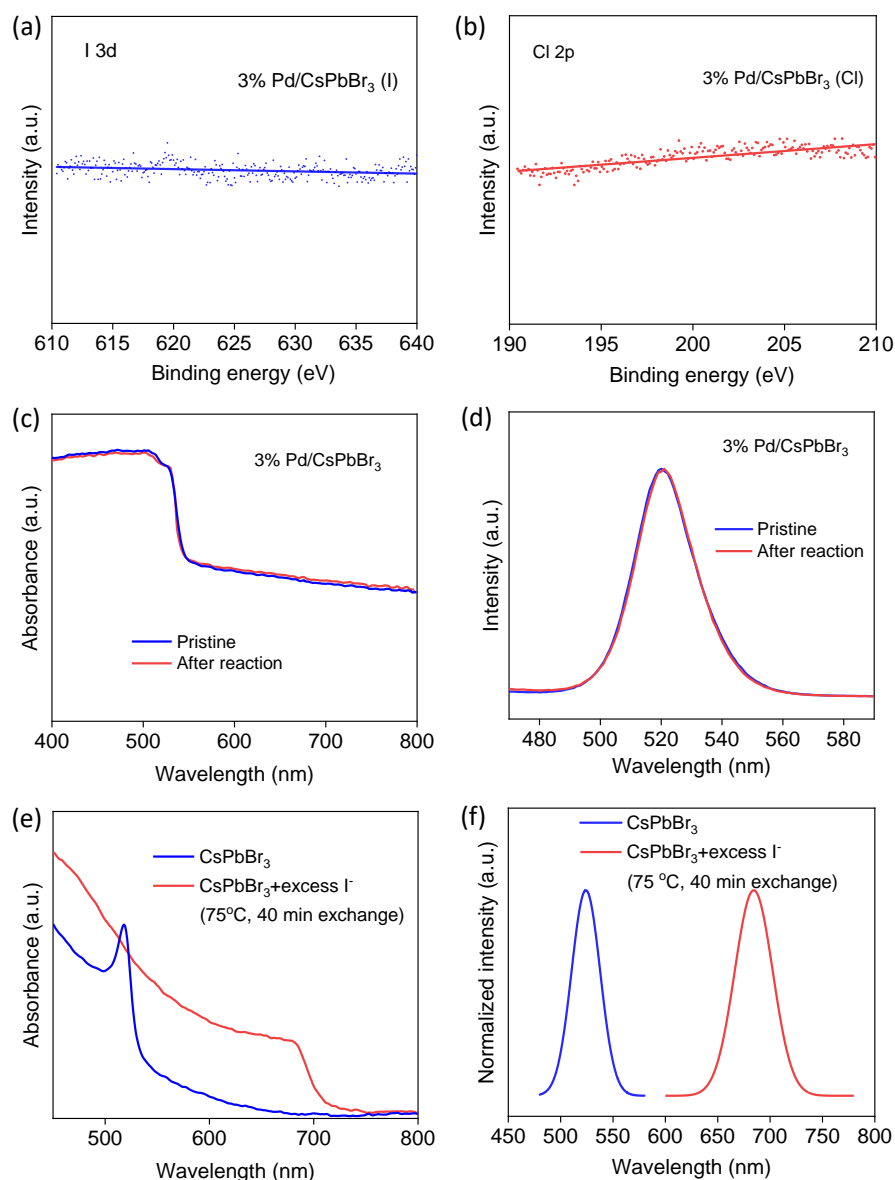 (a)
I 3d
3% Pd/CsPbBr₃ (I)
Intensity (a.u.)
610 615 620 625 630 635 640
Binding energy (eV)
(b)
Cl 2p
3% Pd/CsPbBr₃ (Cl)
Intensity (a.u.)
190 195 200 205 210
Binding energy (eV)
(c)
3% Pd/CsPbBr₃
Absorbance (a.u.)
Pristine
After reaction
400 500 600 700 800
Wavelength (nm)
(d)
3% Pd/CsPbBr₃
Intensity (a.u.)
Pristine
After reaction
480 500 520 540 560 580
Wavelength (nm)
(e)
CsPbBr₃
CsPbBr₃+excess I⁻
(75°C, 40 min exchange)
Absorbance (a.u.)
500 600 700 800
Wavelength (nm)
(f)
CsPbBr₃
CsPbBr₃+excess I⁻
(75 °C, 40 min exchange)
Normalized intensity (a.u.)
450 500 550 600 650 700 750 800
Wavelength (nm)